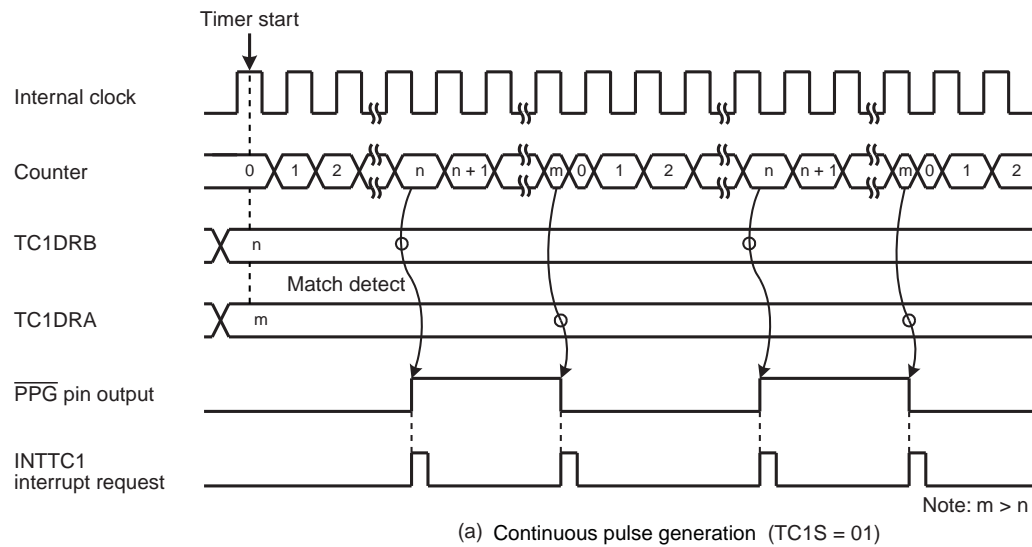 Timer start
Internal clock
Counter
0 1 2 n n + 1 m 0 1 2 n n + 1 m 0 1 2
TC1DRB
n
Match detect
TC1DRA
m
PPG pin output
INTTC1
interrupt request
Note: m > n
(a) Continuous pulse generation (TC1S = 01)